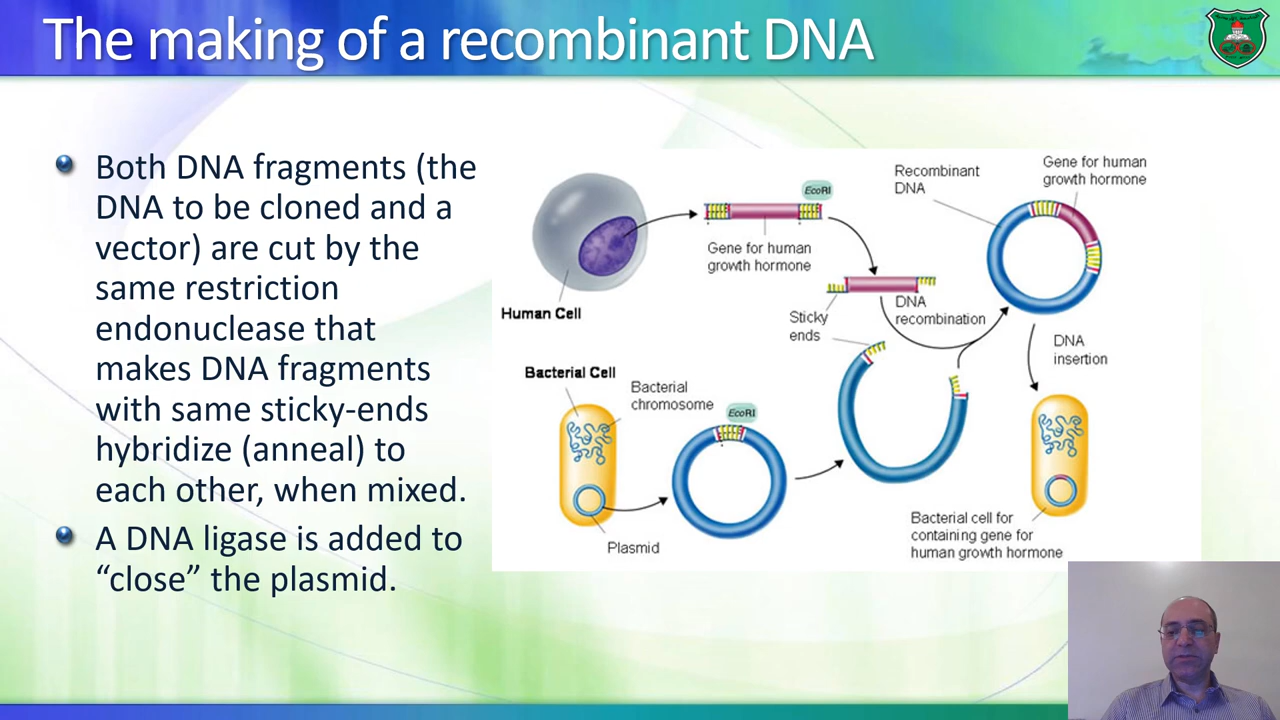 The making of a recombinant DNA
Both DNA fragments (the
DNA to be cloned and a
vector) are cut by the
same restriction
endonuclease that
makes DNA fragments
with same sticky-ends
hybridize (anneal) to
each other, when mixed.
A DNA ligase is added to
“close” the plasmid.
Human Cell
EcoRI
Gene for human
growth hormone
Recombinant
DNA
Gene for human
growth hormone
Sticky
ends
DNA
recombination
DNA
insertion
Bacterial Cell
Bacterial
chromosome
EcoRI
Plasmid
Bacterial cell for
containing gene for
human growth hormone